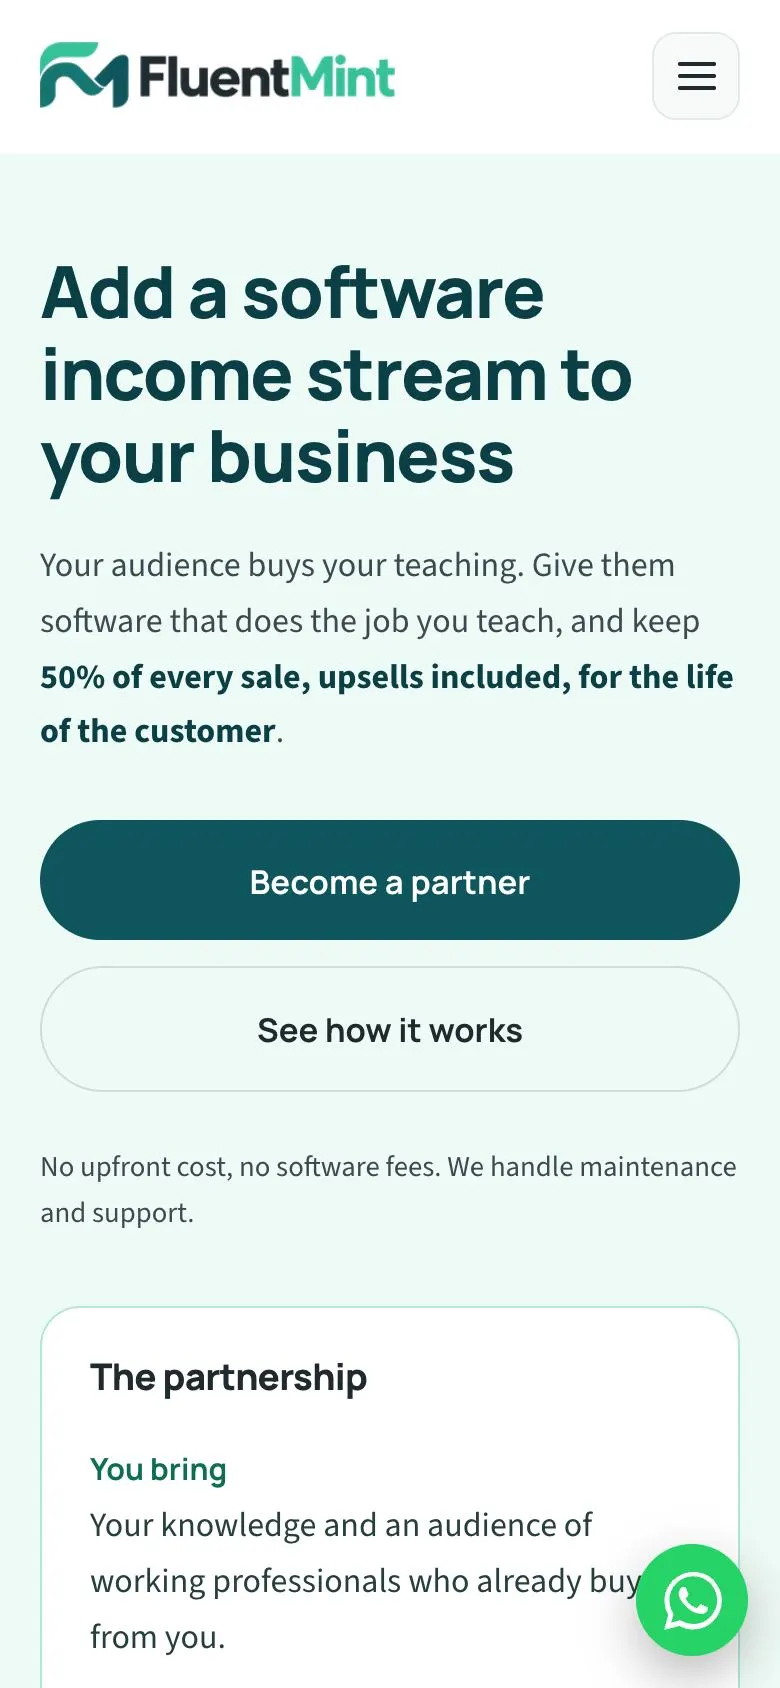 FluentMint
Add a software
income stream to
your business
Your audience buys your teaching. Give them
software that does the job you teach, and keep
50% of every sale, upsells included, for the life
of the customer.
Become a partner
See how it works
No upfront cost, no software fees. We handle maintenance
and support.
The partnership
You bring
Your knowledge and an audience of
working professionals who already buy
from you.